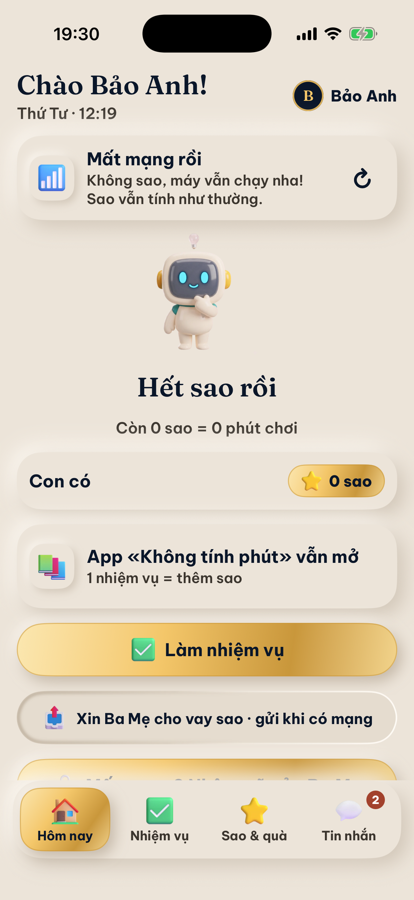 19:30
Chào Bảo Anh!
Thứ Tư · 12:19
B
Bảo Anh
Mất mạng rồi
Không sao, máy vẫn chạy nha!
Sao vẫn tính như thường.
Hết sao rồi
Còn 0 sao = 0 phút chơi
Con có
0 sao
App «Không tính phút» vẫn mở
1 nhiệm vụ = thêm sao
Làm nhiệm vụ
Xin Ba Mẹ cho vay sao · gửi khi có mạng
Hôm nay
Nhiệm vụ
Sao & quà
2
Tin nhắn